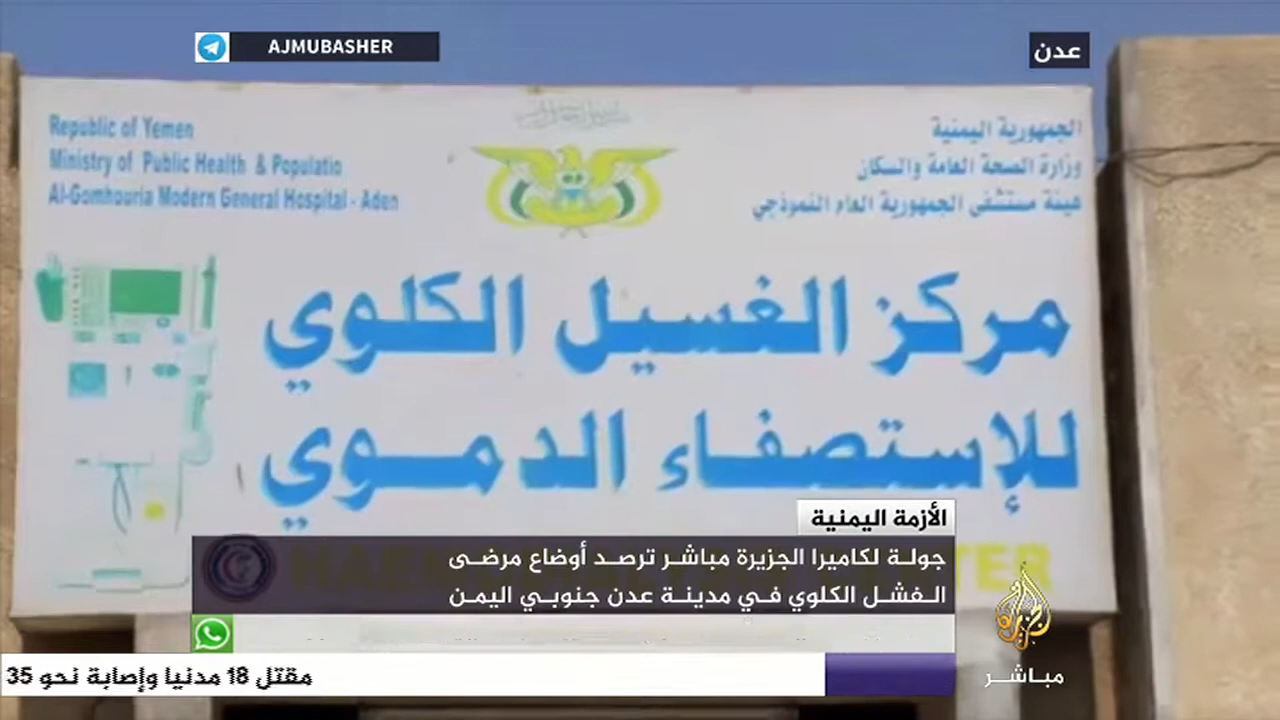 AJMUBASHER
عدن
Republic of Yemen
Ministry of Public Health & Populatio
Al-Gomhouria Modern General Hospital - Aden
الجمهورية اليمنية
وزارة الصحة العامة والسكان
هيئة مستشفى الجمهورية العام النموذجي
مركز الغسيل الكلوي
للإستصفاء الدموي
الأزمة اليمنية
جولة لكاميرا الجزيرة مباشر ترصد أوضاع مرضى
الفشل الكلوي في مدينة عدن جنوبي اليمن
الجزيرة
مباشر
مقتل 18 مدنيا وإصابة نحو 35